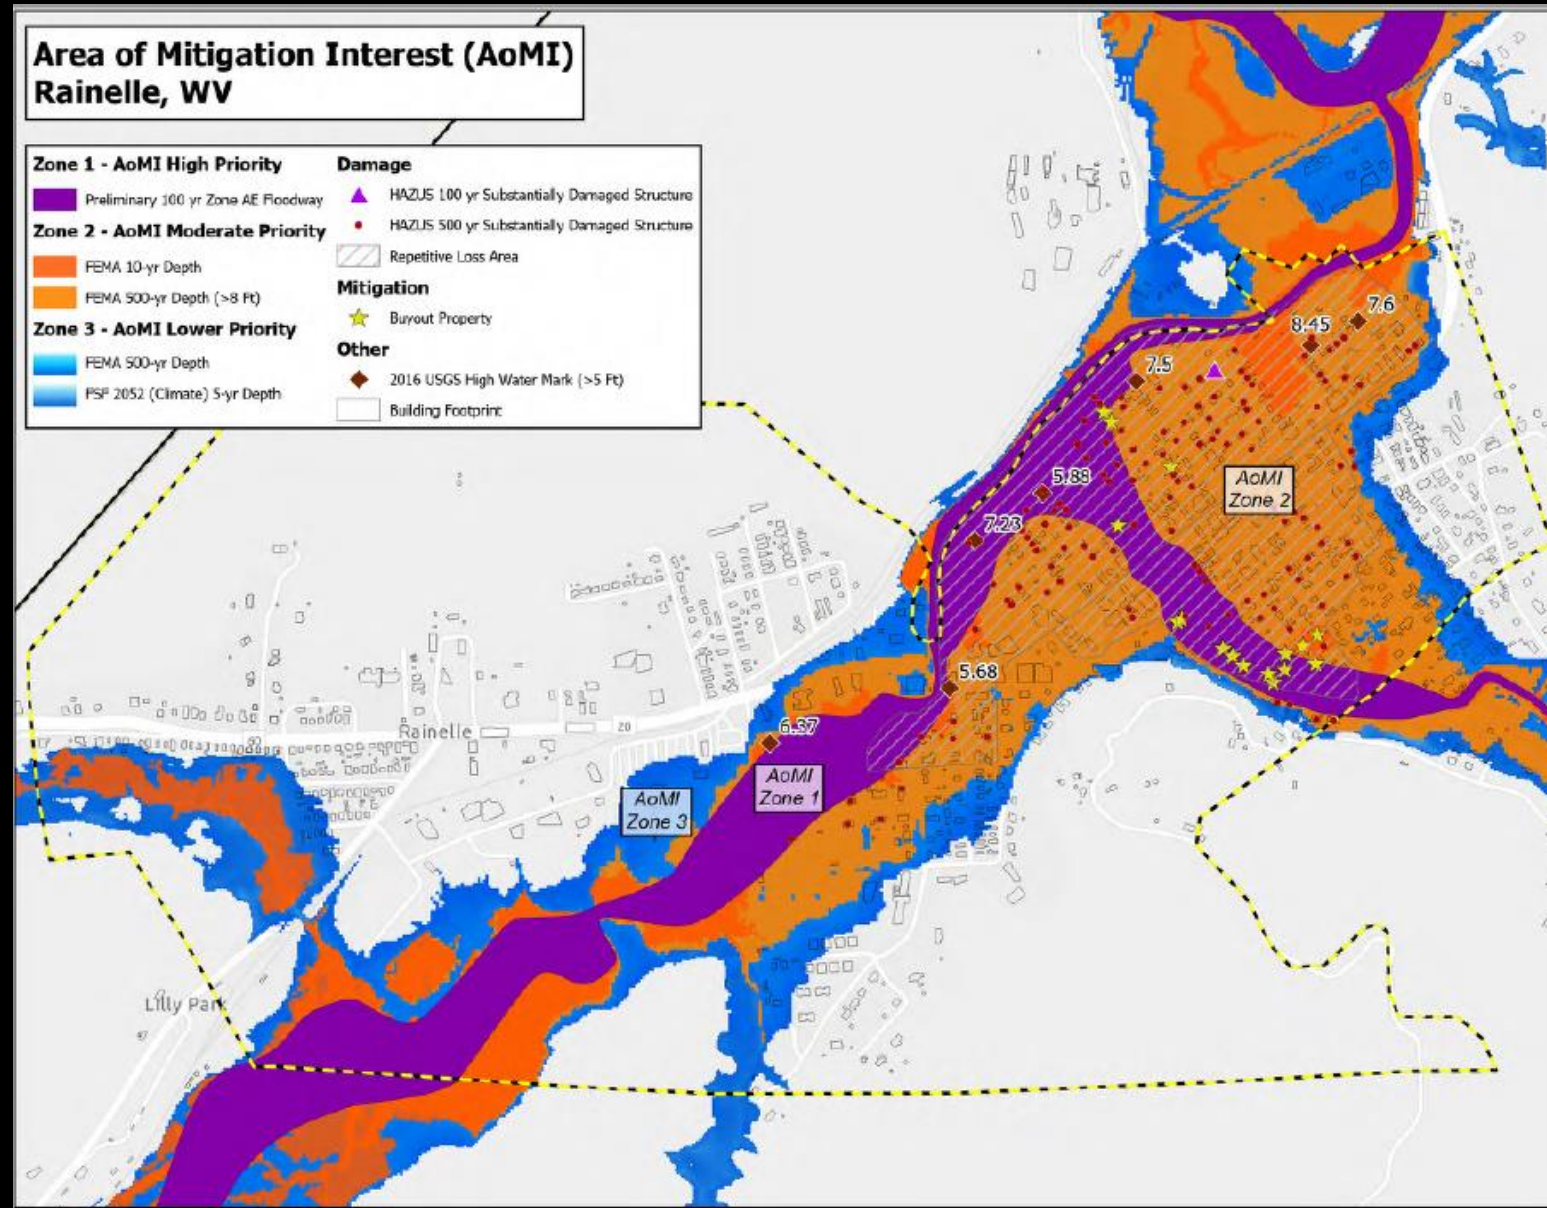 Area of Mitigation Interest (AoMI)
Rainelle, WV
Zone 1 - AoMI High Priority
Preliminary 100 yr Zone AE Floodway
Zone 2 - AoMI Moderate Priority
FEMA 10-yr Depth
FEMA 500-yr Depth (>8 Ft)
Zone 3 - AoMI Lower Priority
FEMA 500-yr Depth
FSF 2052 (Climate) 5-yr Depth
Damage
HAZUS 100 yr Substantially Damaged Structure
HAZUS 500 yr Substantially Damaged Structure
Repetitive Loss Area
Mitigation
Buyout Property
Other
2016 USGS High Water Mark (>5 Ft)
Building Footprint
7.6
8.45
7.5
5.88
AoMI
Zone 2
7.23
5.68
6.37
Rainelle
20
60
AoMI
Zone 1
AoMI
Zone 3
Lilly Park